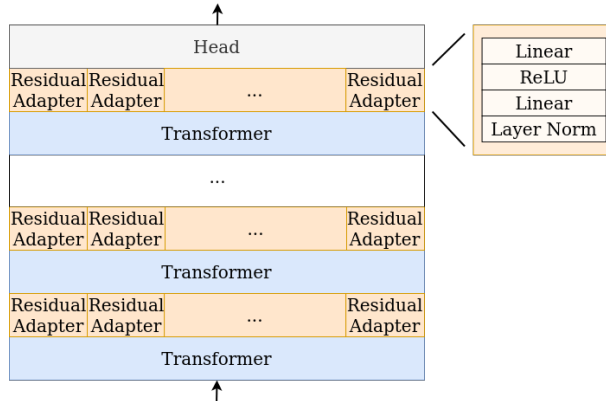 Head
Residual Adapter
Residual Adapter
...
Residual Adapter
Transformer
...
Residual Adapter
Residual Adapter
...
Residual Adapter
Transformer
Residual Adapter
Residual Adapter
...
Residual Adapter
Transformer
Linear
ReLU
Linear
Layer Norm